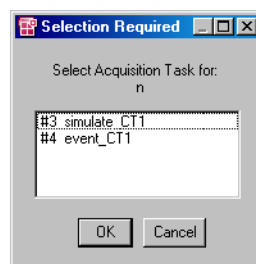 Selection Required
Select Acquisition Task for:
n
#3 simulate_CT1
#4 event_CT1
OK
Cancel